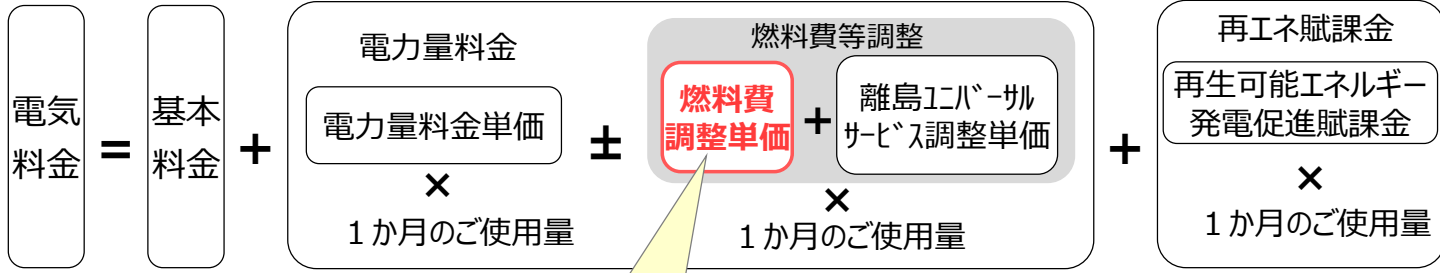 電気
料金
=
基本
料金
+
電力量料金
電力量料金単価
×
1か月のご使用量
±
燃料費等調整
燃料費
調整単価
+
離島ﾕﾆﾊﾞｰｻﾙ
ｻｰﾋﾞｽ調整単価
×
1か月のご使用量
+
再エネ賦課金
再生可能エネルギー
発電促進賦課金
×
1か月のご使用量